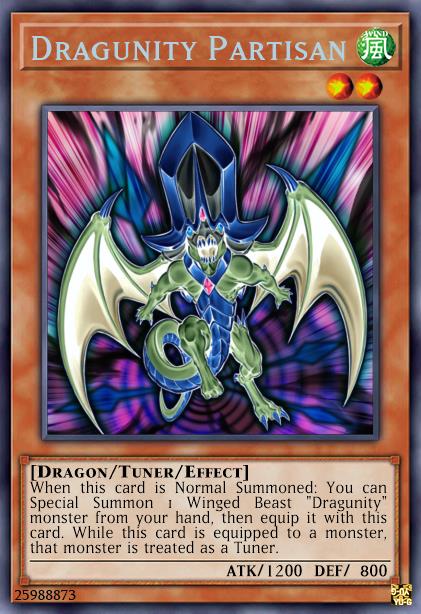 DRAGUNITY PARTISAN
WIND
風
[DRAGON/TUNER/EFFECT]
When this card is Normal Summoned: You can
Special Summon 1 Winged Beast "Dragunity"
monster from your hand, then equip it with this
card. While this card is equipped to a monster,
that monster is treated as a Tuner.
ATK/1200 DEF/ 800
25988873